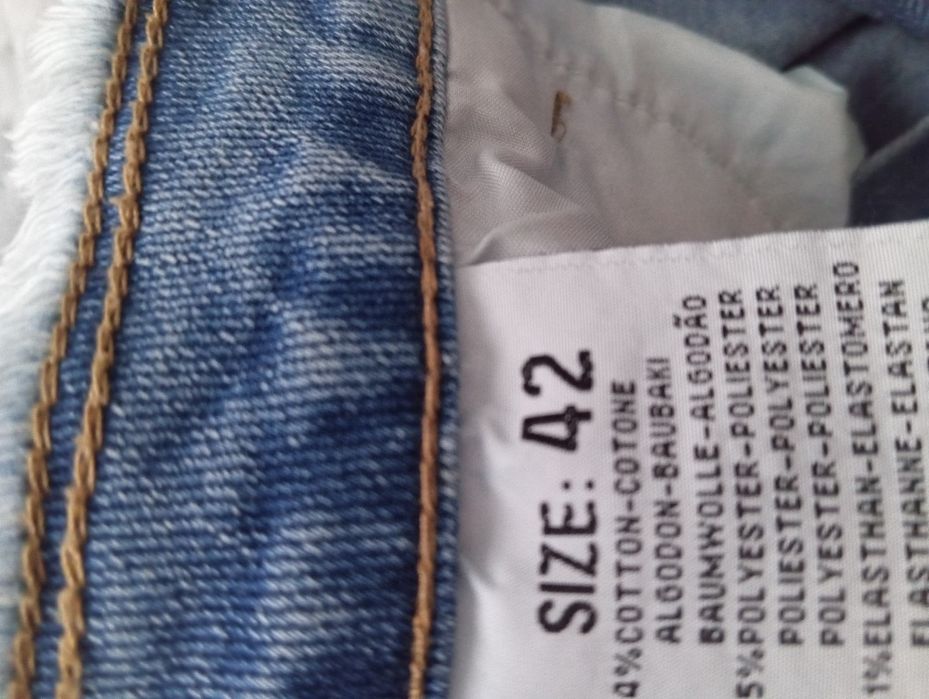 SIZE: 42
4%COTTON-COTONE
ALGODON-BAUBAKI
BAUMWOLLE-ALGODÃO
5%POLYESTER-POLIESTER
POLIESTER-POLYESTER
POLYESTER-POLIESTER
1%ELASTHAN-ELASTOMERO
ELASTHANNE-ELASTAN